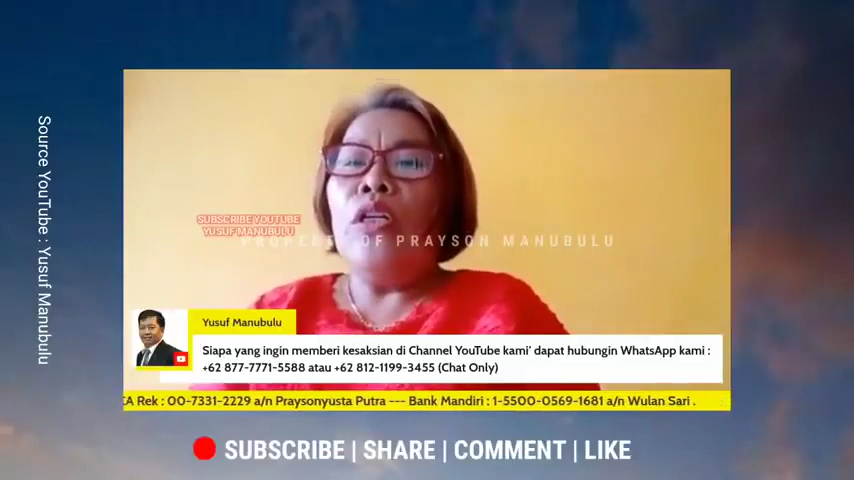 Source YouTube : Yusuf Manubulu
SUBSCRIBE YOUTUBE
YUSUF MANUBULU
PROPERTY OF PRAYSON MANUBULU
Yusuf Manubulu
Siapa yang ingin memberi kesaksian di Channel YouTube kami' dapat hubungin WhatsApp kami :
+62 877-7771-5588 atau +62 812-1199-3455 (Chat Only)
CA Rek : 00-7331-2229 a/n Praysonyusta Putra --- Bank Mandiri : 1-5500-0569-1681 a/n Wulan Sari .
SUBSCRIBE | SHARE | COMMENT | LIKE